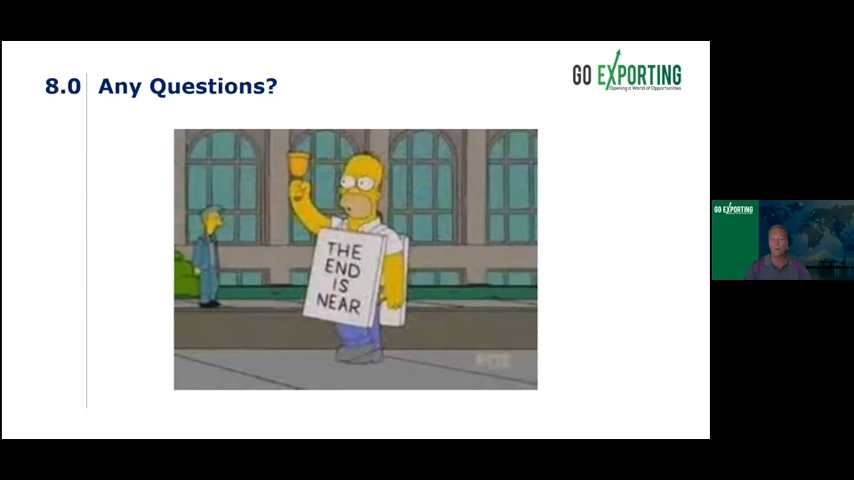 8.0 Any Questions?
GO EXPORTING
Opening a World of Opportunities
THE
END
IS
NEAR
GO EXPORTING